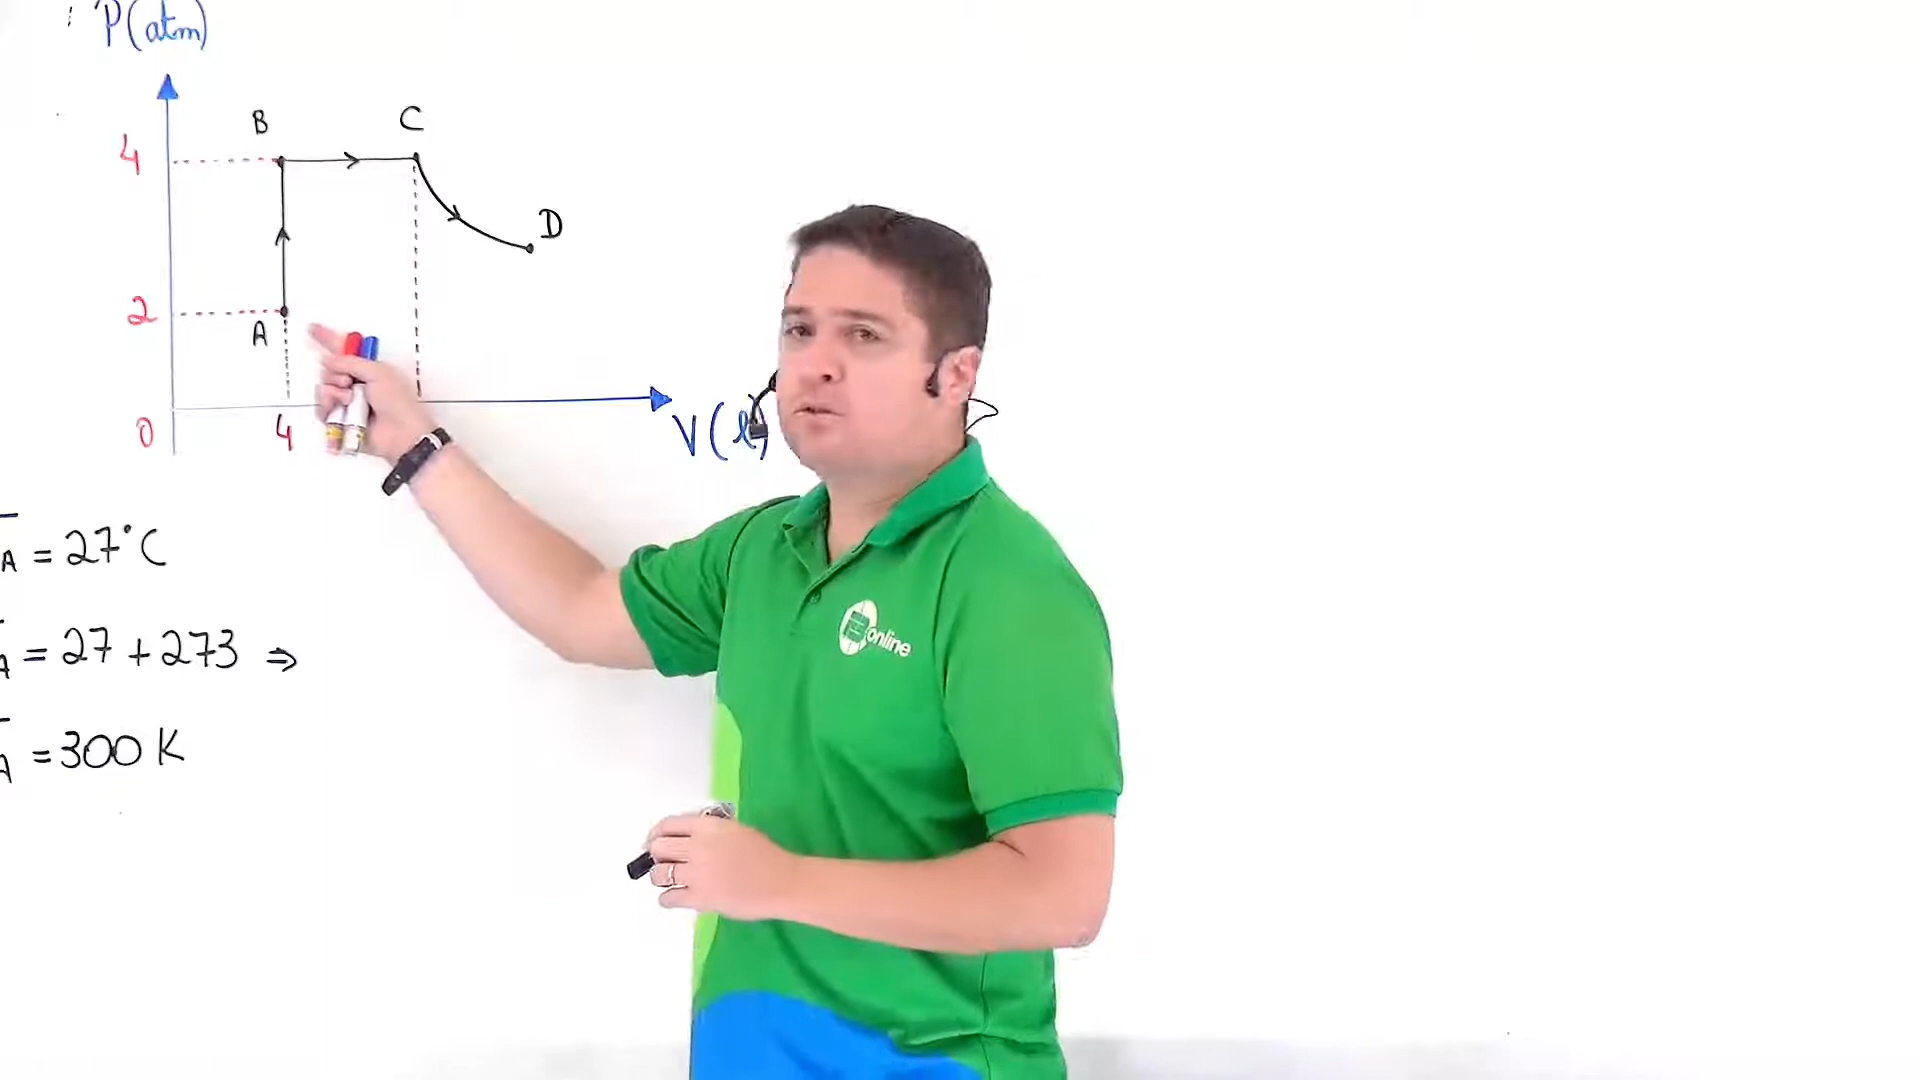 P(atm)
B
C
4
D
2
A
0
4
V(l)
A = 27°C
A = 27 + 273 ⇒
A = 300 K
online